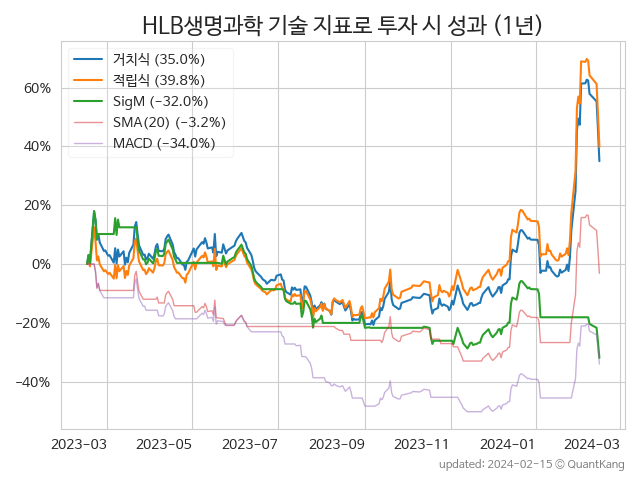 HLB생명과학 기술 지표로 투자 시 성과 (1년)
거치식 (35.0%)
적립식 (39.8%)
SigM (−32.0%)
SMA(20) (−3.2%)
MACD (−34.0%)
60%
40%
20%
0%
−20%
−40%
2023-03 2023-05 2023-07 2023-09 2023-11 2024-01 2024-03
updated: 2024-02-15 © QuantKang